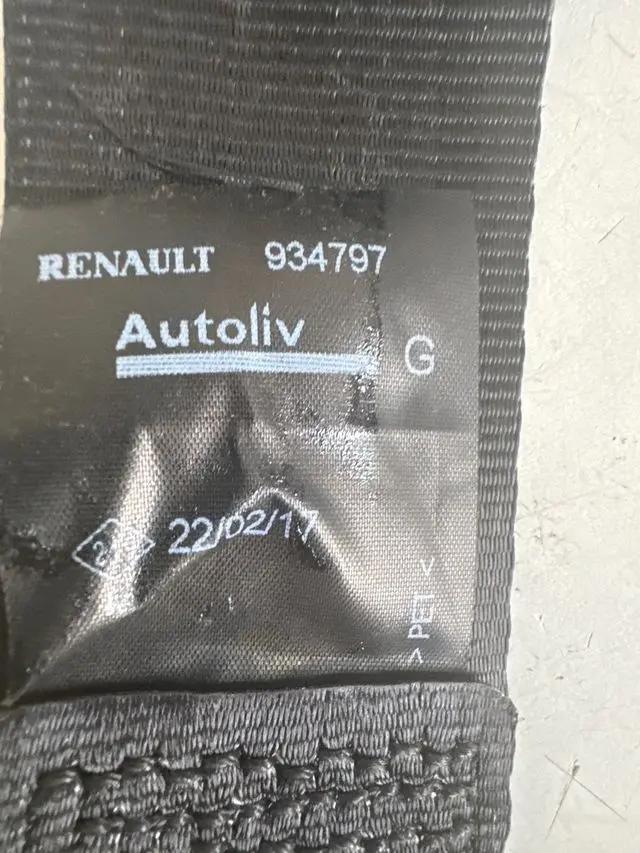 RENAULT 934797
Autoliv
G
22/02/17
>PET<